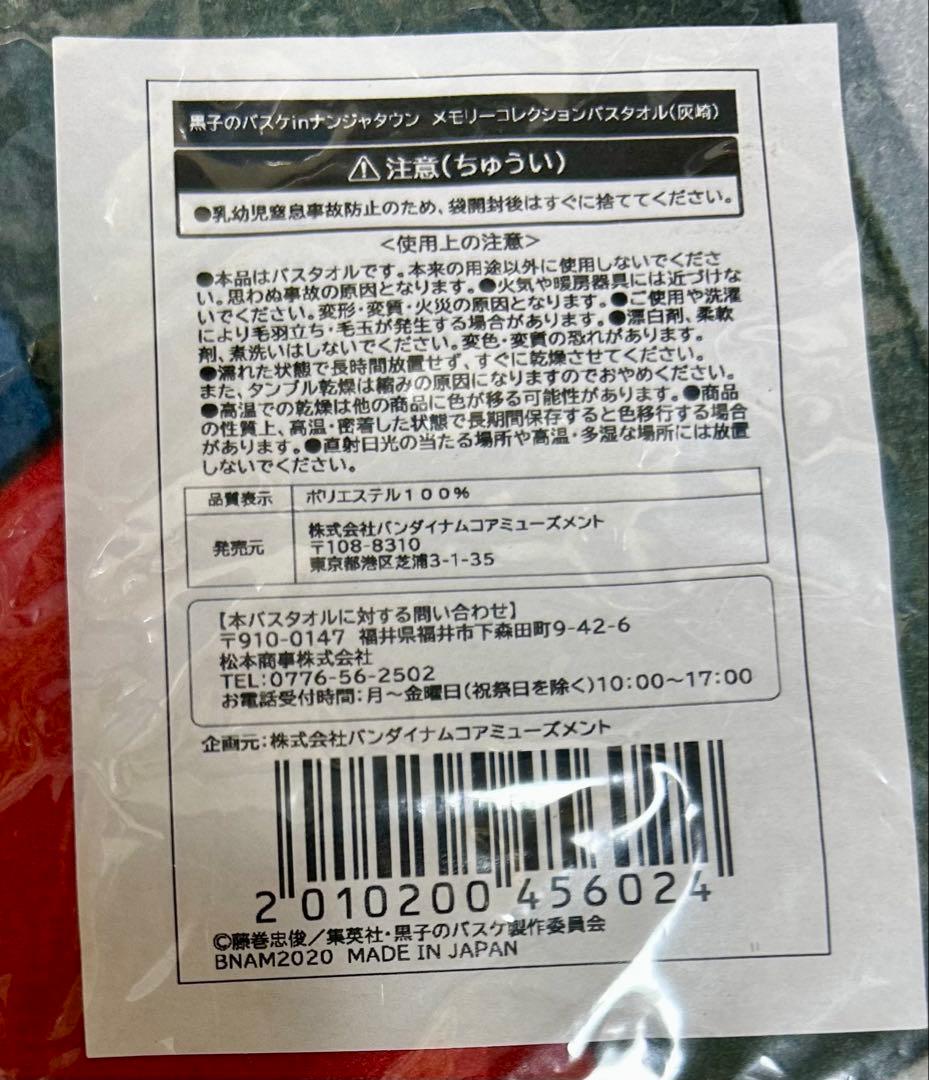 黒子のバスケinナンジャタウン メモリーコレクションバスタオル(灰崎)
⚠注意(ちゅうい)
●乳幼児窒息事故防止のため、袋開封後はすぐに捨ててください。
<使用上の注意>
●本品はバスタオルです。本来の用途以外に使用しないでくださ
い。思わぬ事故の原因となります。●火気や暖房器具には近づけな
いでください。変形・変質・火災の原因となります。●ご使用や洗濯
により毛羽立ち・毛玉が発生する場合があります。●漂白剤、柔軟
剤、煮洗いはしないでください。変色・変質の恐れがあります。
●濡れた状態で長時間放置せず、すぐに乾燥させてください。
また、タンブル乾燥は縮みの原因になりますのでおやめください。
●高温での乾燥は他の商品に色が移る可能性があります。●商品
の性質上、高温・密着した状態で長期間保存すると色移行する場合
があります。●直射日光の当たる場所や高温・多湿な場所には放置
しないでください。
品質表示 ポリエステル100%
発売元 株式会社バンダイナムコアミューズメント
〒108-8310
東京都港区芝浦3-1-35
【本バスタオルに対する問い合わせ】
〒910-0147 福井県福井市下森田町9-42-6
松本商事株式会社
TEL:0776-56-2502
お電話受付時間:月～金曜日(祝祭日を除く)10:00～17:00
企画元:株式会社バンダイナムコアミューズメント
2 010200 456024
©藤巻忠俊／集英社・黒子のバスケ製作委員会
BNAM2020 MADE IN JAPAN